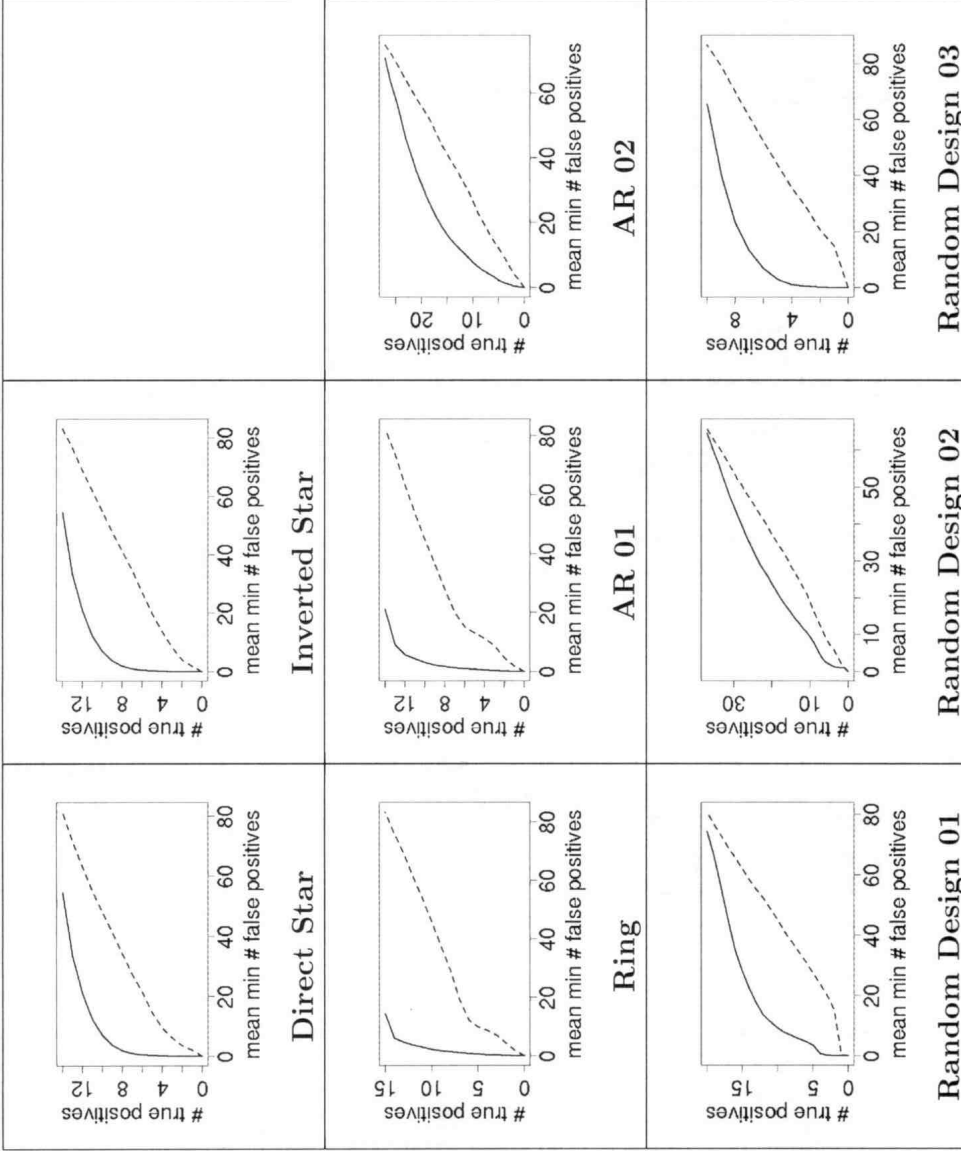 # true positives
0 4 8 12
0 20 40 60 80
mean min # false positives
Direct Star
# true positives
0 4 8 12
0 20 40 60 80
mean min # false positives
Inverted Star
# true positives
0 5 10 15
0 20 40 60 80
mean min # false positives
Ring
# true positives
0 4 8 12
0 20 40 60 80
mean min # false positives
AR 01
# true positives
0 10 20
0 20 40 60
mean min # false positives
AR 02
# true positives
0 5 15
0 20 40 60 80
mean min # false positives
Random Design 01
# true positives
0 10 30
0 10 30 50
mean min # false positives
Random Design 02
# true positives
0 4 8
0 20 40 60 80
mean min # false positives
Random Design 03